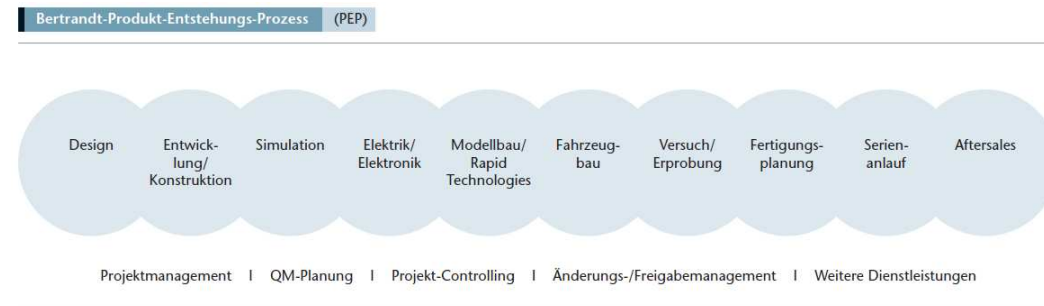 Bertrandt-Produkt-Entstehungs-Prozess (PEP)
Design
Entwick-
lung/
Konstruktion
Simulation
Elektrik/
Elektronik
Modellbau/
Rapid
Technologies
Fahrzeug-
bau
Versuch/
Erprobung
Fertigungs-
planung
Serien-
anlauf
Aftersales
Projektmanagement I QM-Planung I Projekt-Controlling I Änderungs-/Freigabemanagement I Weitere Dienstleistungen